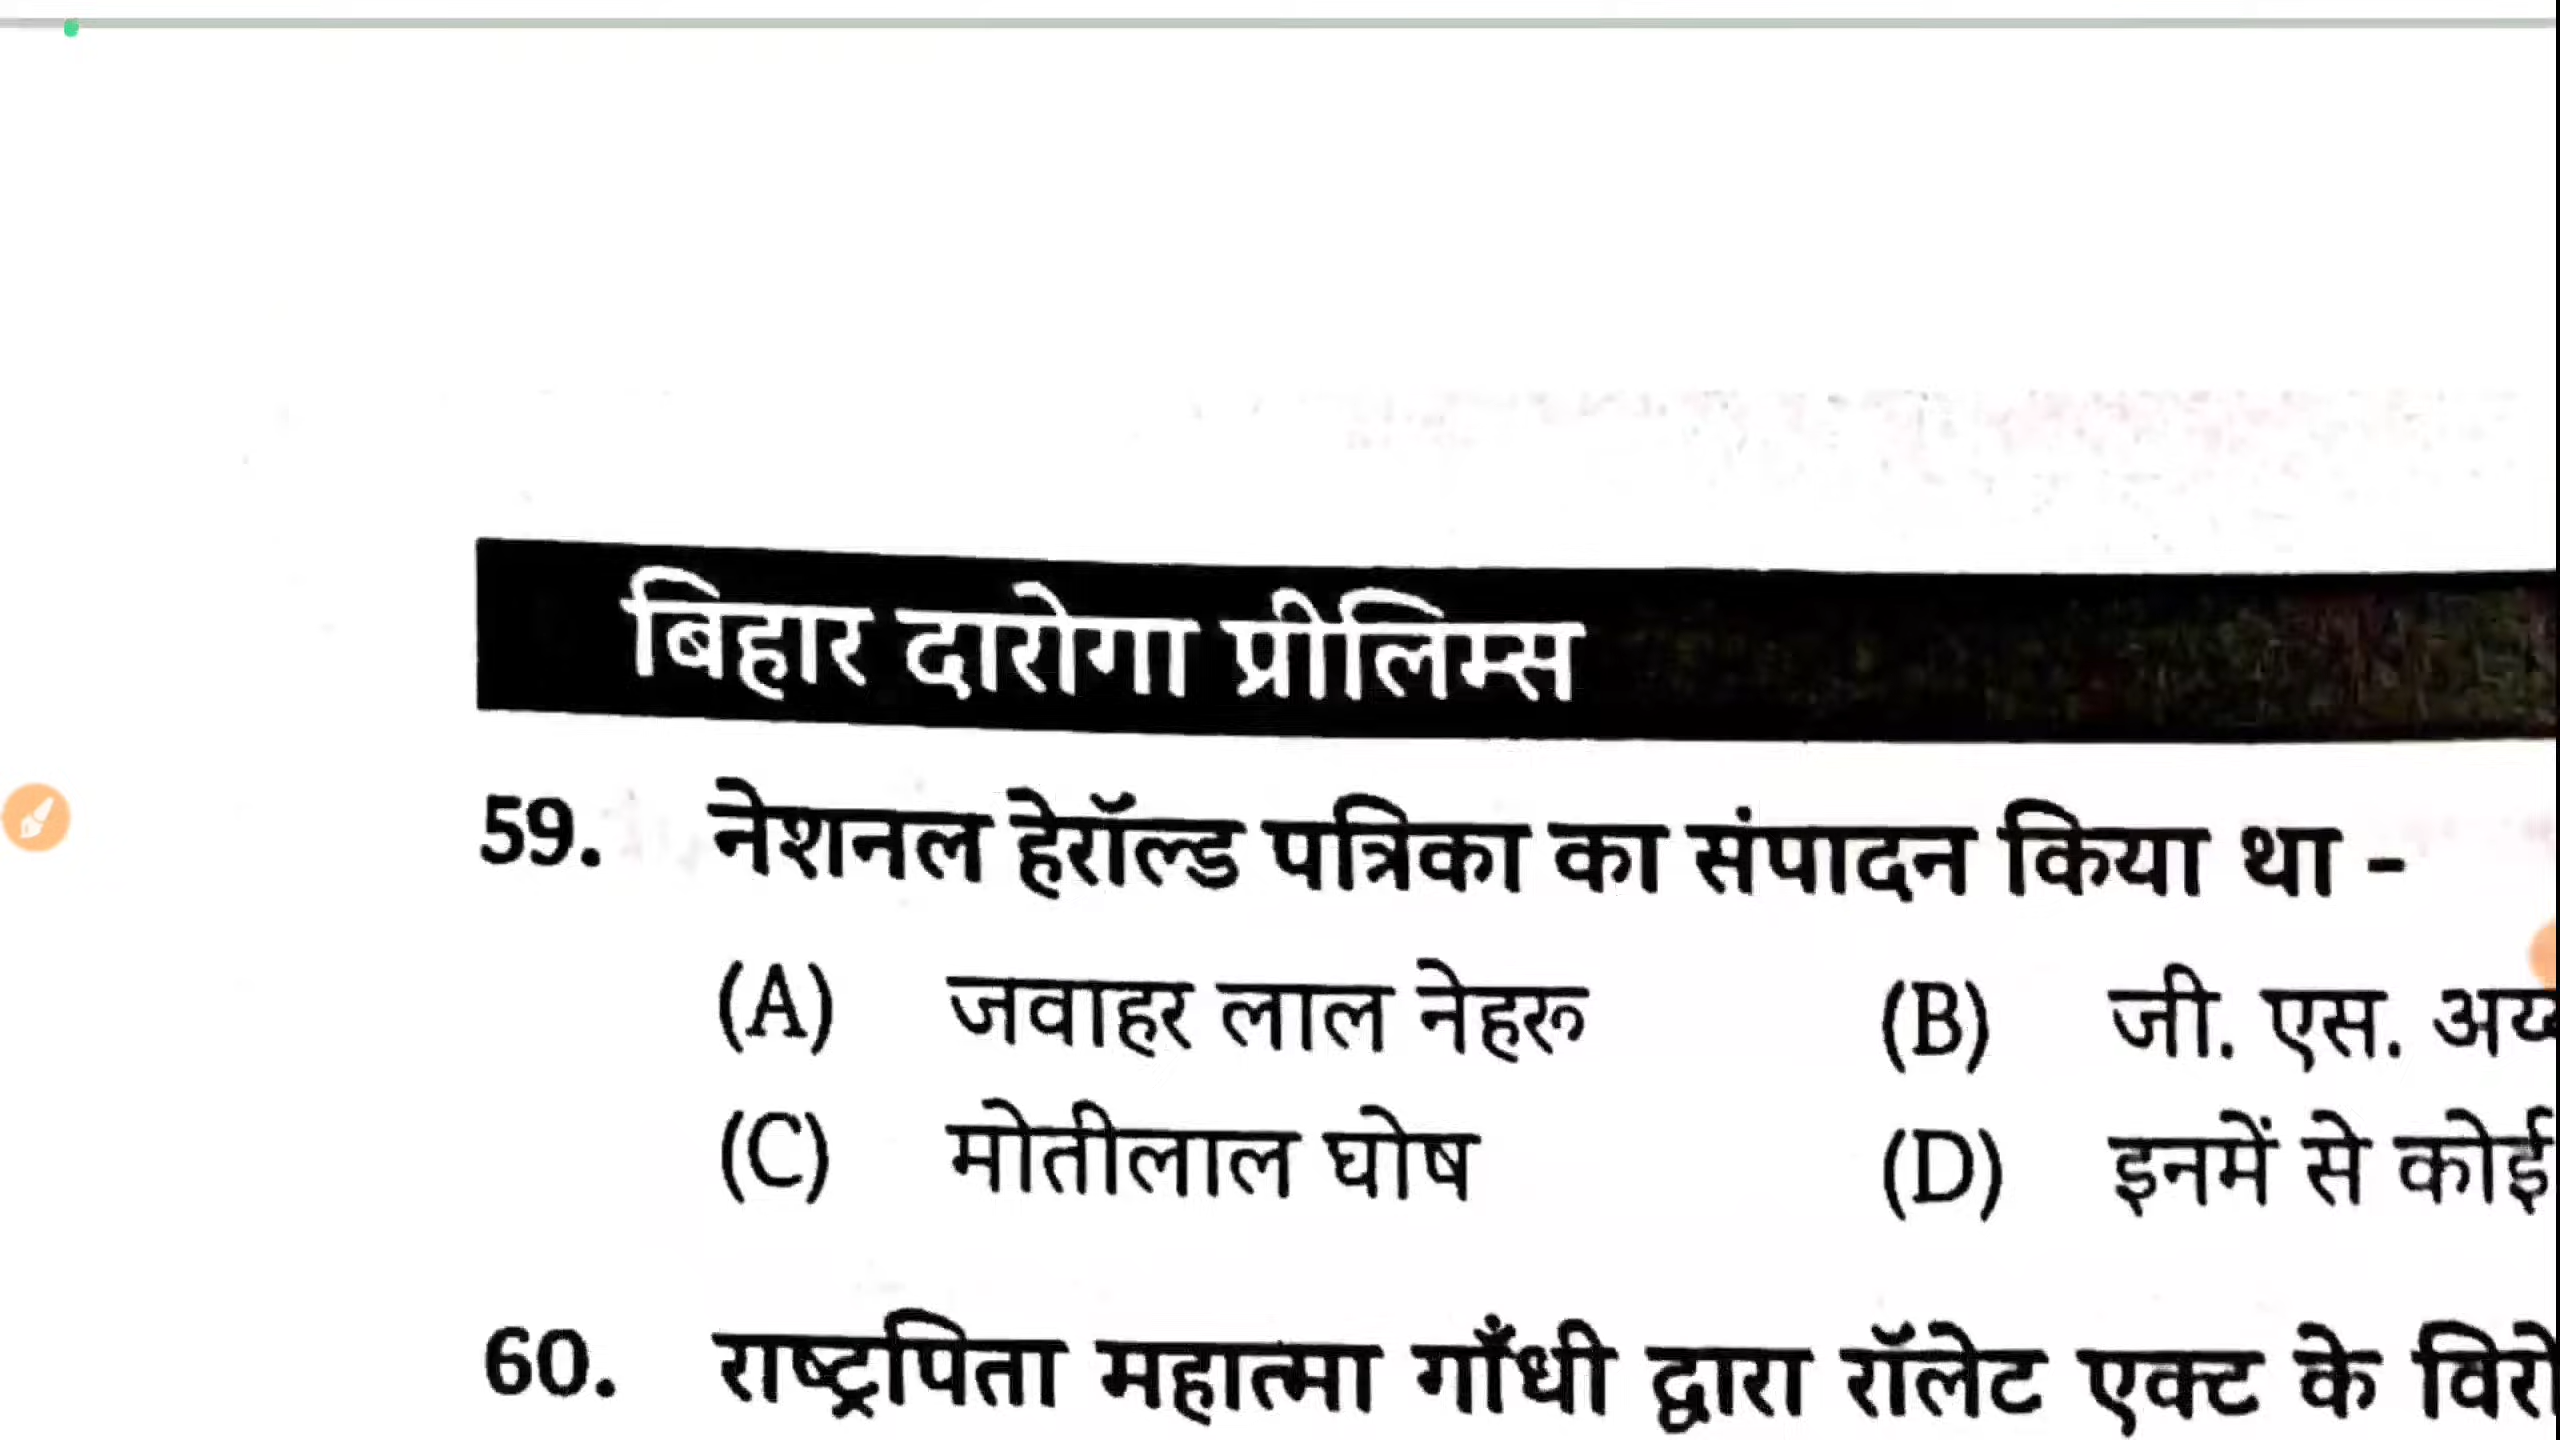 बिहार दारोगा प्रीलिम्स
59. नेशनल हेरॉल्ड पत्रिका का संपादन किया था -
(A) जवाहर लाल नेहरू (B) जी. एस.
(C) मोतीलाल घोष (D) इनमें से कोई
60. राष्ट्रपिता महात्मा गाँधी द्वारा रॉलेट एक्ट के